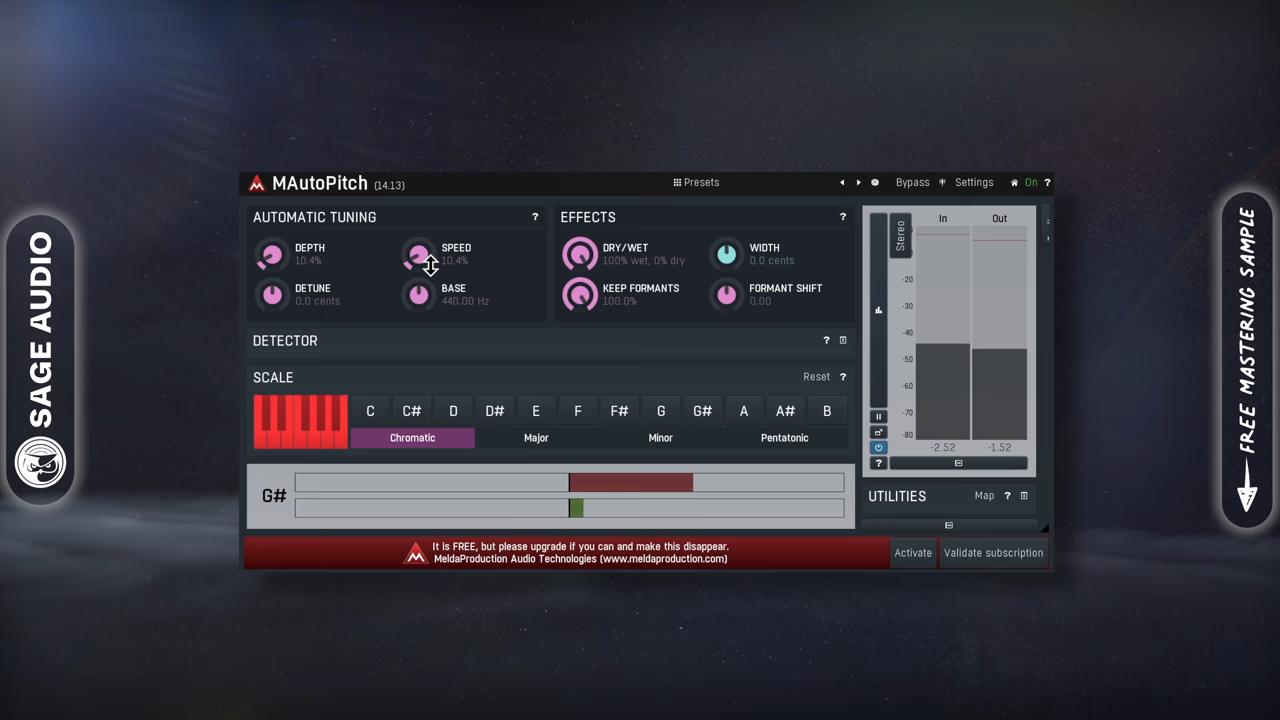 SAGE AUDIO
MAutoPitch (14.13)
Presets
Bypass
Settings
On ?
AUTOMATIC TUNING ?
DEPTH
10.4%
SPEED
10.4%
DETUNE
0.0 cents
BASE
440.00 Hz
EFFECTS ?
DRY/WET
100% wet, 0% dry
WIDTH
0.0 cents
KEEP FORMANTS
100.0%
FORMANT SHIFT
0.00
DETECTOR ?
SCALE Reset ?
C C# D D# E F F# G G# A A# B
Chromatic Major Minor Pentatonic
G#
Stereo
In Out
-20
-30
-40
-50
-60
-70
-80
-2.52 -1.52
?
UTILITIES Map ?
It is FREE, but please upgrade if you can and make this disappear.
MeldaProduction Audio Technologies (www.meldaproduction.com)
Activate
Validate subscription
FREE MASTERING SAMPLE